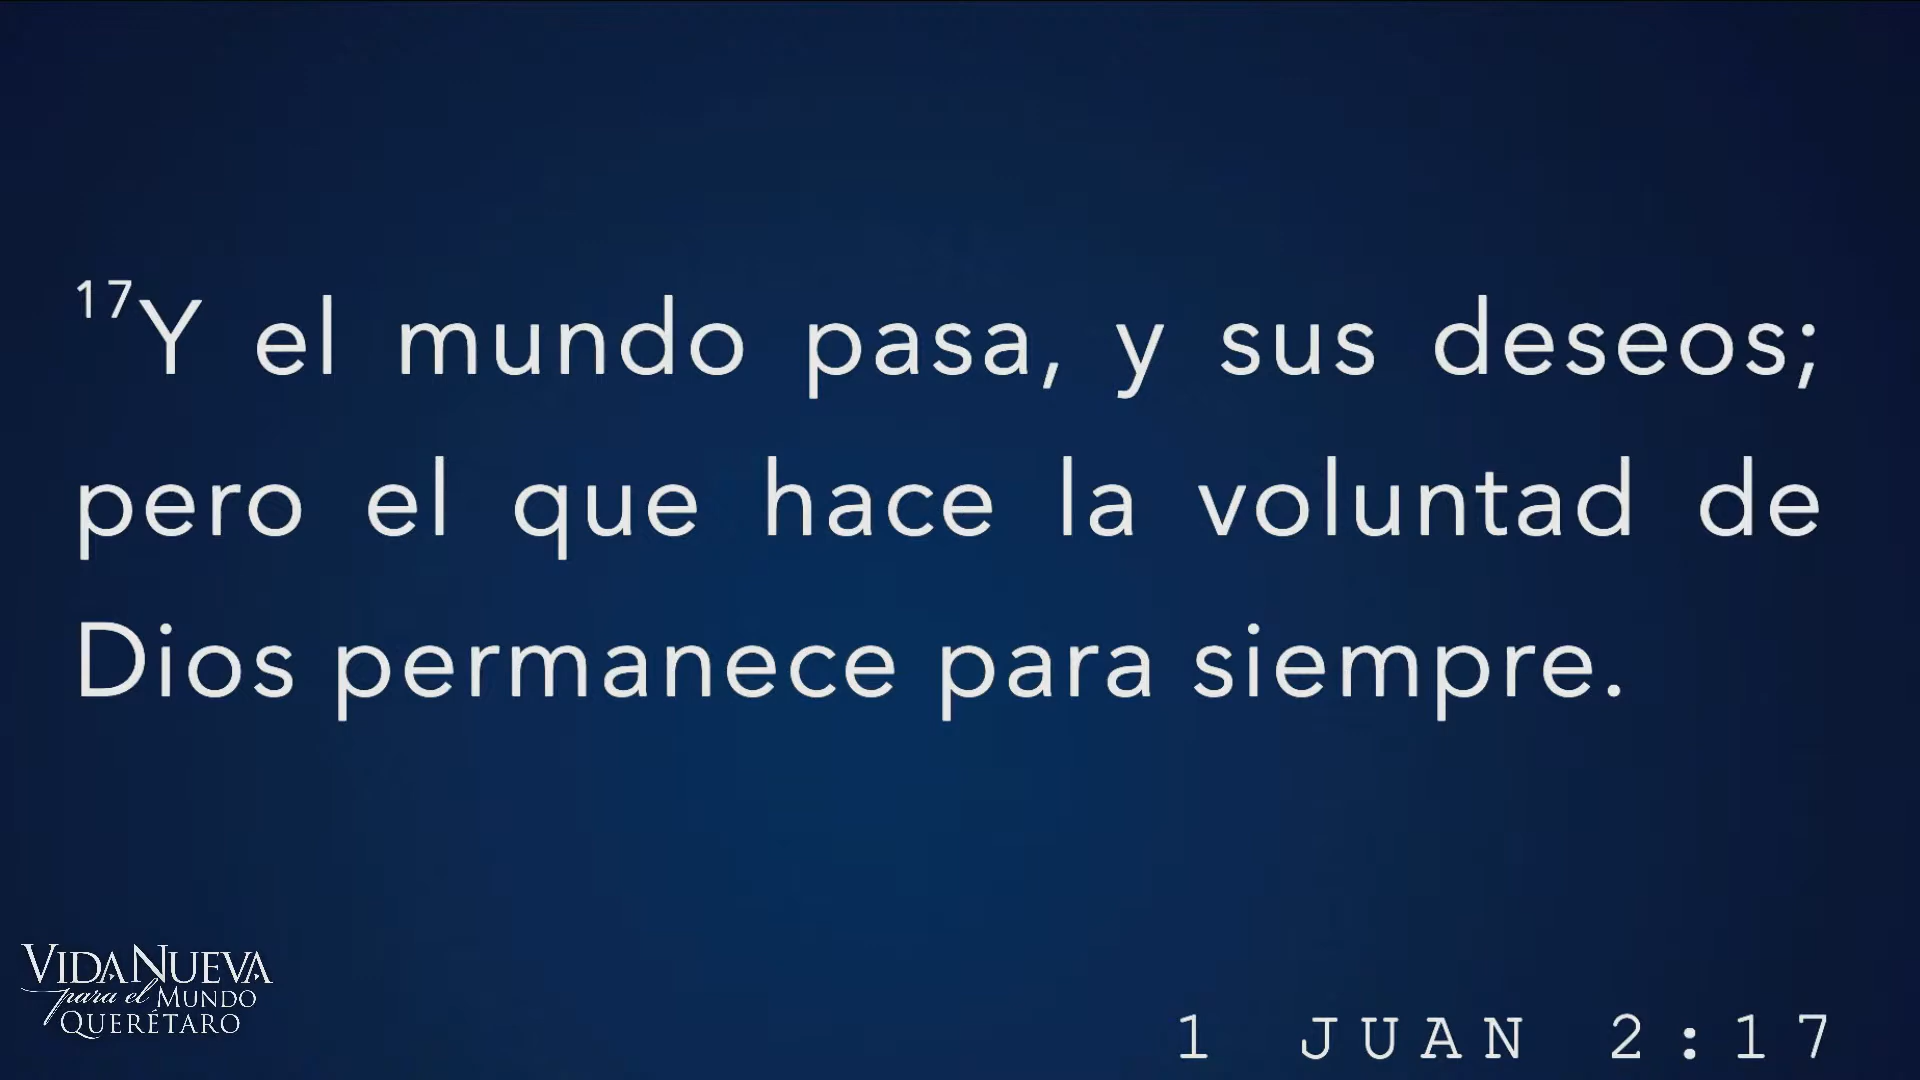 17Y el mundo pasa, y sus deseos;
pero el que hace la voluntad de
Dios permanece para siempre.
VIDA NUEVA
para el MUNDO
QUERÉTARO
1 JUAN 2:17